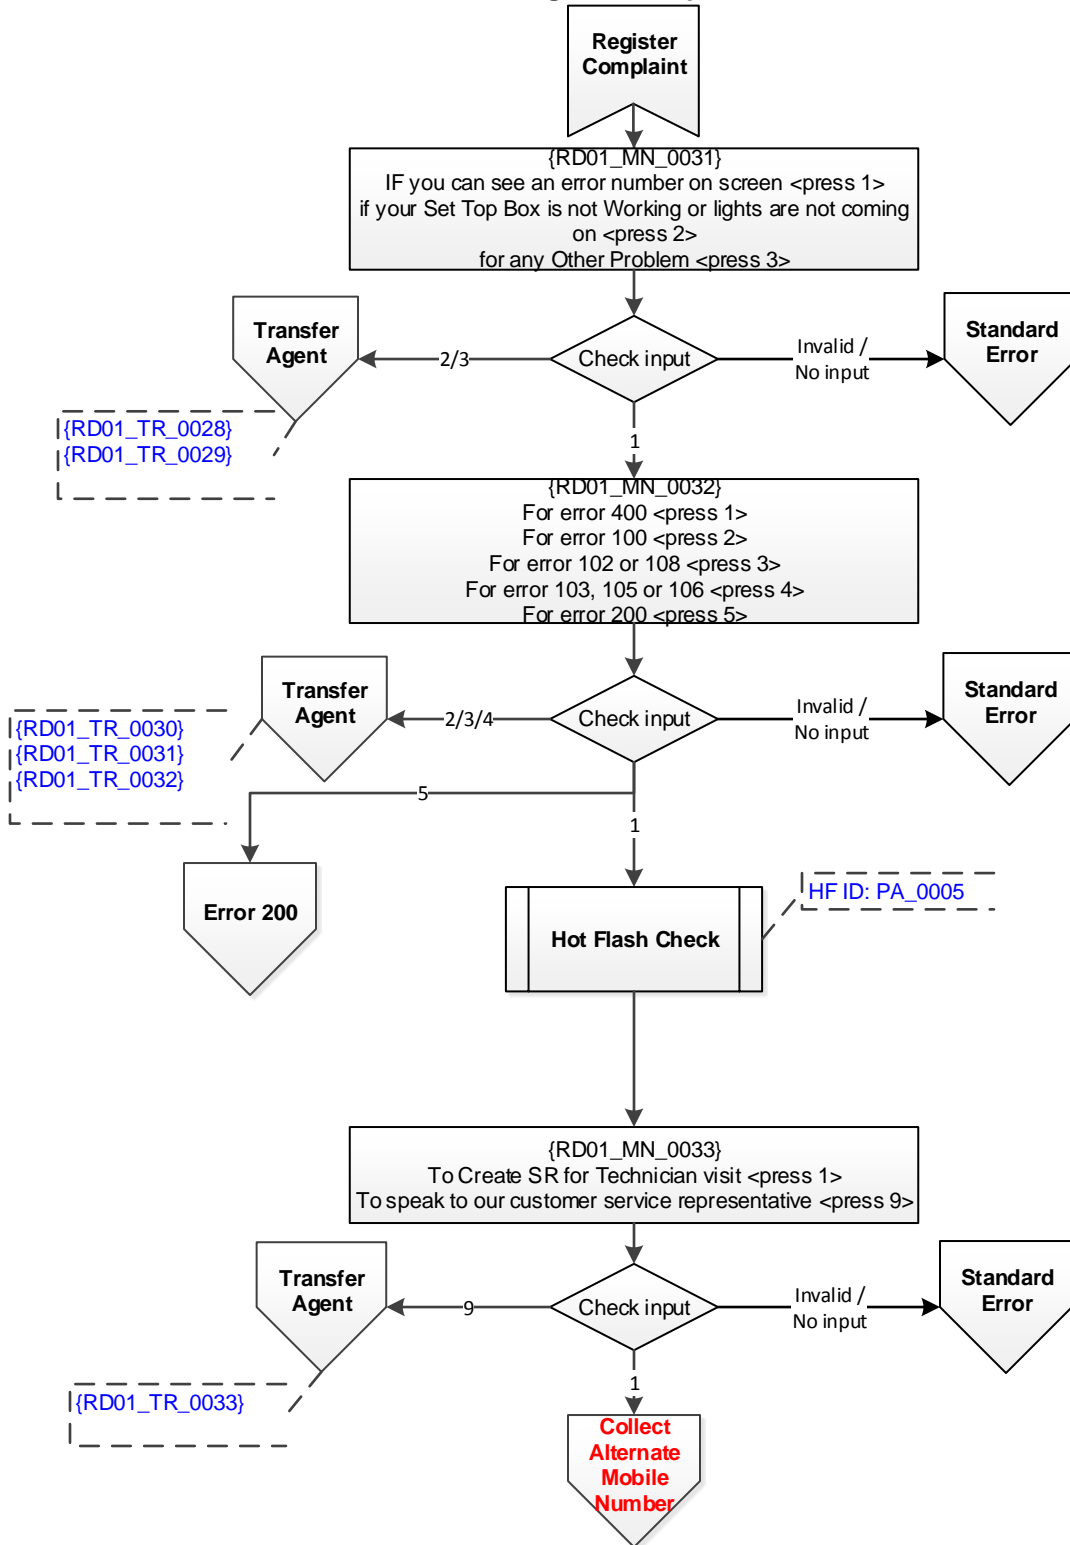 Register
Complaint
{RD01_MN_0031}
IF you can see an error number on screen <press 1>
if your Set Top Box is not Working or lights are not coming
on <press 2>
for any Other Problem <press 3>
Transfer
Agent
2/3
Check input
Invalid /
No input
Standard
Error
{RD01_TR_0028}
{RD01_TR_0029}
1
{RD01_MN_0032}
For error 400 <press 1>
For error 100 <press 2>
For error 102 or 108 <press 3>
For error 103, 105 or 106 <press 4>
For error 200 <press 5>
Transfer
Agent
2/3/4
Check input
Invalid /
No input
Standard
Error
{RD01_TR_0030}
{RD01_TR_0031}
{RD01_TR_0032}
5
1
Error 200
Hot Flash Check
HF ID: PA_0005
{RD01_MN_0033}
To Create SR for Technician visit <press 1>
To speak to our customer service representative <press 9>
Transfer
Agent
9
Check input
Invalid /
No input
Standard
Error
{RD01_TR_0033}
1
Collect
Alternate
Mobile
Number